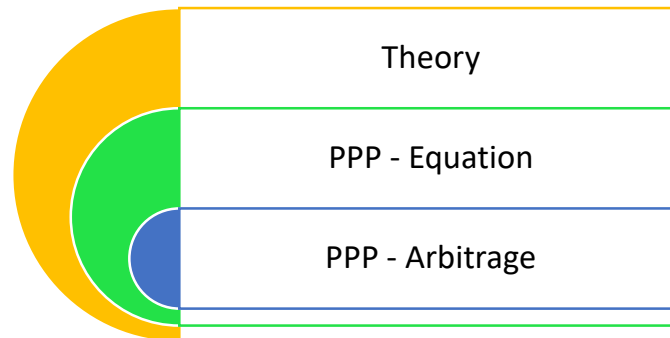 Theory
PPP - Equation
PPP - Arbitrage